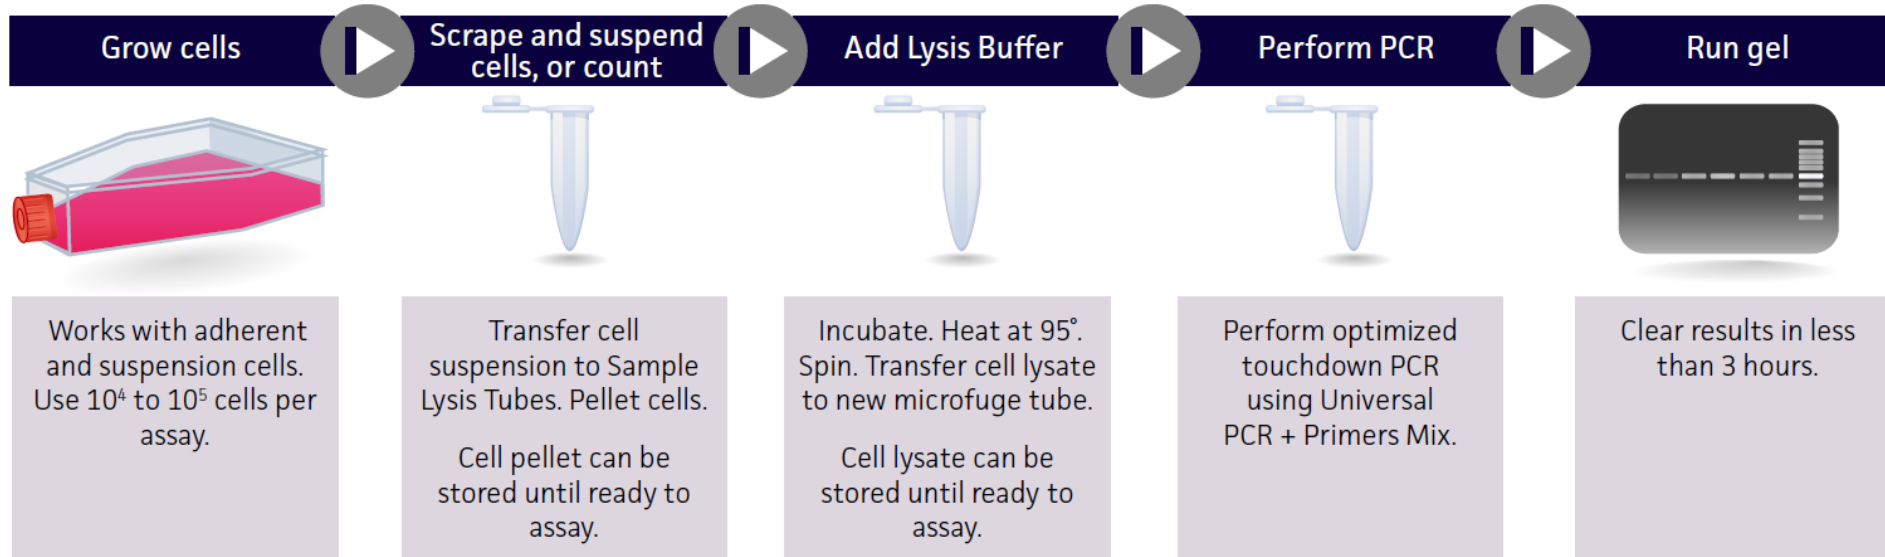 Grow cells
Scrape and suspend
cells, or count
Add Lysis Buffer
Perform PCR
Run gel
Works with adherent
and suspension cells.
Use 10⁴ to 10⁵ cells per
assay.
Transfer cell
suspension to Sample
Lysis Tubes. Pellet cells.
Cell pellet can be
stored until ready to
assay.
Incubate. Heat at 95°.
Spin. Transfer cell lysate
to new microfuge tube.
Cell lysate can be
stored until ready to
assay.
Perform optimized
touchdown PCR
using Universal
PCR + Primers Mix.
Clear results in less
than 3 hours.